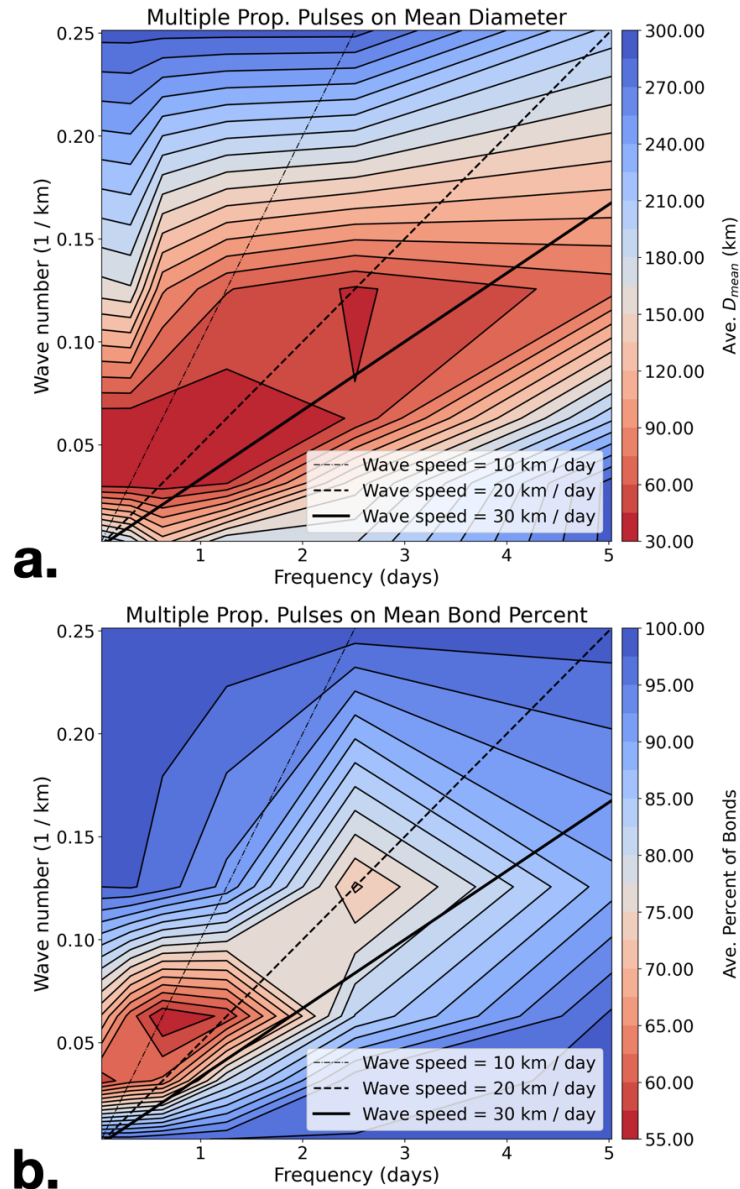 Multiple Prop. Pulses on Mean Diameter
0.25
0.20
0.15
0.10
0.05
Wave number (1 / km)
1
2
3
4
5
Frequency (days)
Wave speed = 10 km / day
Wave speed = 20 km / day
Wave speed = 30 km / day
300.00
270.00
240.00
210.00
180.00
150.00
120.00
90.00
60.00
30.00
Ave. D_mean (km)
a.
Multiple Prop. Pulses on Mean Bond Percent
0.25
0.20
0.15
0.10
0.05
Wave number (1 / km)
1
2
3
4
5
Frequency (days)
Wave speed = 10 km / day
Wave speed = 20 km / day
Wave speed = 30 km / day
100.00
95.00
90.00
85.00
80.00
75.00
70.00
65.00
60.00
55.00
Ave. Percent of Bonds
b.